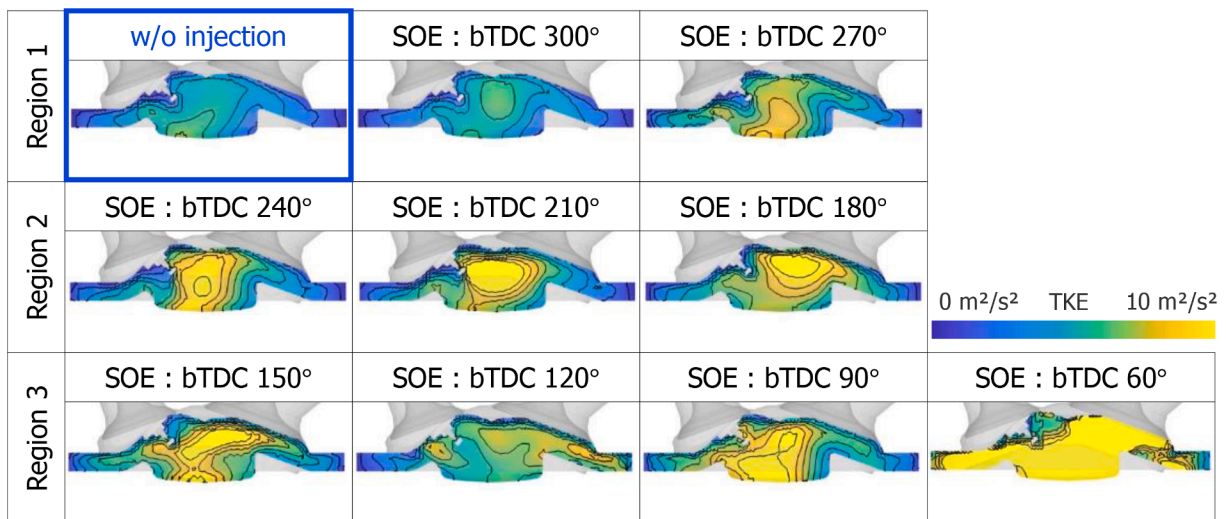 Region 1
w/o injection
SOE : bTDC 300°
SOE : bTDC 270°
Region 2
SOE : bTDC 240°
SOE : bTDC 210°
SOE : bTDC 180°
0 m²/s² TKE 10 m²/s²
Region 3
SOE : bTDC 150°
SOE : bTDC 120°
SOE : bTDC 90°
SOE : bTDC 60°